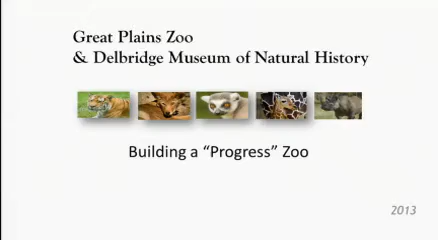 Great Plains Zoo
& Delbridge Museum of Natural History
Building a “Progress” Zoo
2013